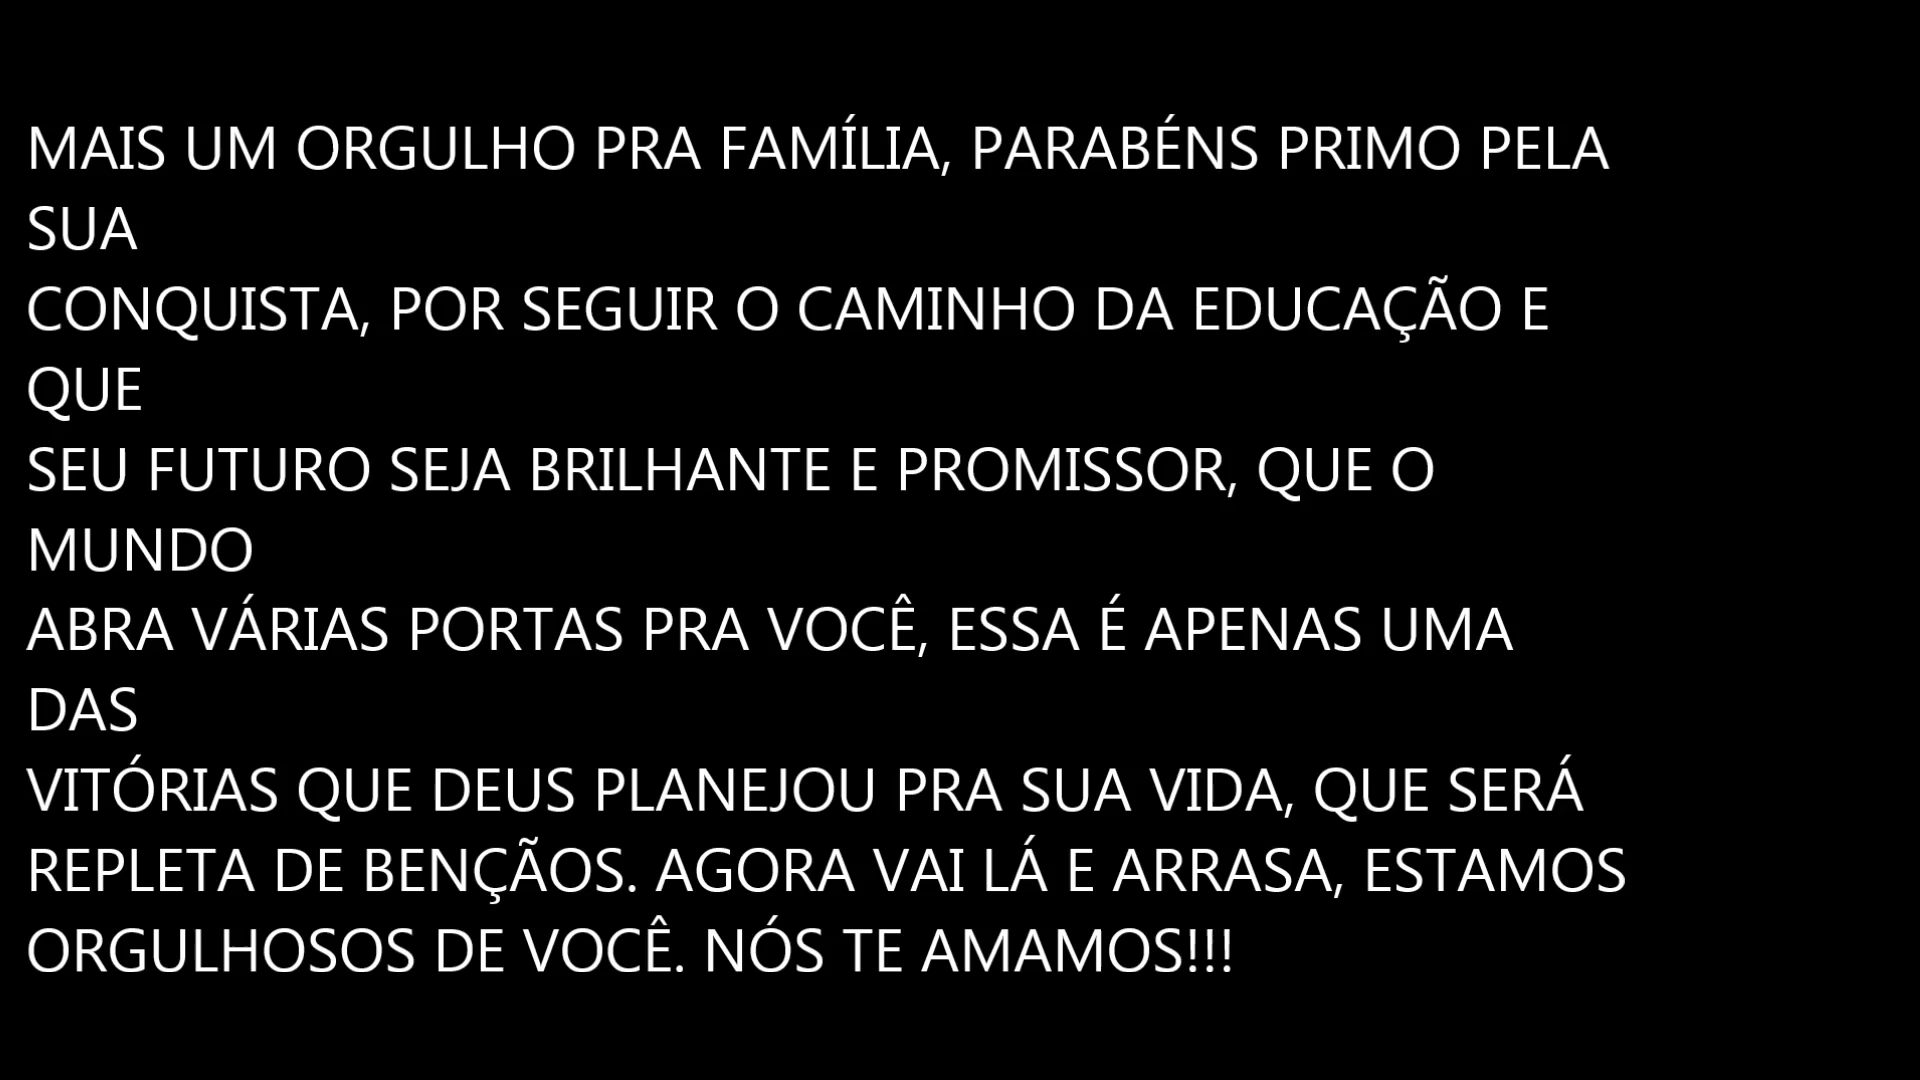 MAIS UM ORGULHO PRA FAMÍLIA, PARABÉNS PRIMO PELA
SUA
CONQUISTA, POR SEGUIR O CAMINHO DA EDUCAÇÃO E
QUE
SEU FUTURO SEJA BRILHANTE E PROMISSOR, QUE O
MUNDO
ABRA VÁRIAS PORTAS PRA VOCÊ, ESSA É APENAS UMA
DAS
VITÓRIAS QUE DEUS PLANEJOU PRA SUA VIDA, QUE SERÁ
REPLETA DE BENÇÃOS. AGORA VAI LÁ E ARRASA, ESTAMOS
ORGULHOSOS DE VOCÊ. NÓS TE AMAMOS!!!